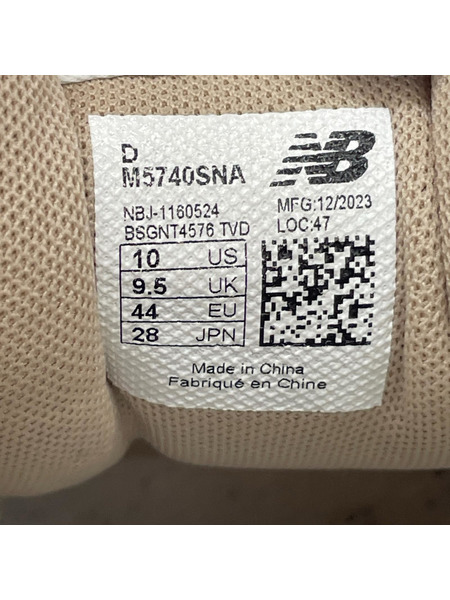 D
M5740SNA
NB
NBJ-1160524
MFG:12/2023
BSGNT4576 TVD
LOC:47
10 US
9.5 UK
44 EU
28 JPN
Made in China
Fabriqué en Chine